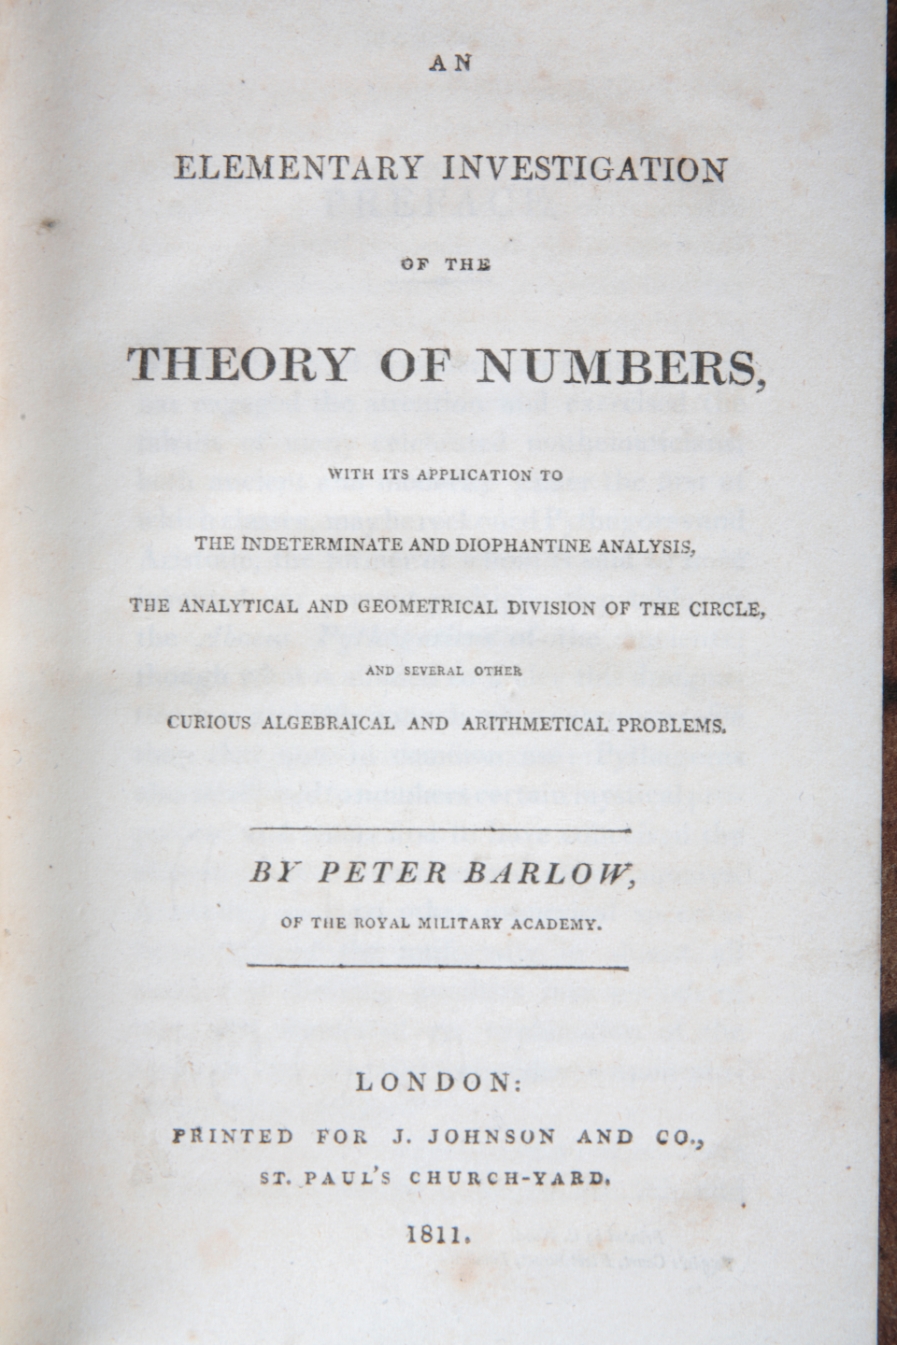 AN
ELEMENTARY INVESTIGATION
OF THE
THEORY OF NUMBERS,
WITH ITS APPLICATION TO
THE INDETERMINATE AND DIOPHANTINE ANALYSIS,
THE ANALYTICAL AND GEOMETRICAL DIVISION OF THE CIRCLE,
AND SEVERAL OTHER
CURIOUS ALGEBRAICAL AND ARITHMETICAL PROBLEMS.
BY PETER BARLOW,
OF THE ROYAL MILITARY ACADEMY.
LONDON:
PRINTED FOR J. JOHNSON AND CO.,
ST. PAUL'S CHURCH-YARD.
1811.